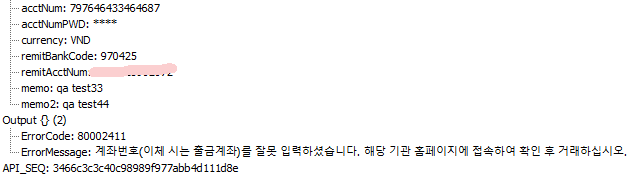 acctNum: 797646433464687
acctNumPWD: ****
currency: VND
remitBankCode: 970425
remitAcctNum:
memo: qa test33
memo2: qa test44
Output {} (2)
ErrorCode: 80002411
ErrorMessage: 계좌번호(이체 시는 출금계좌)를 잘못 입력하셨습니다. 해당 기관 홈페이지에 접속하여 확인 후 거래하십시오.
API_SEQ: 3466c3c3c40c98989f977abb4d111d8e